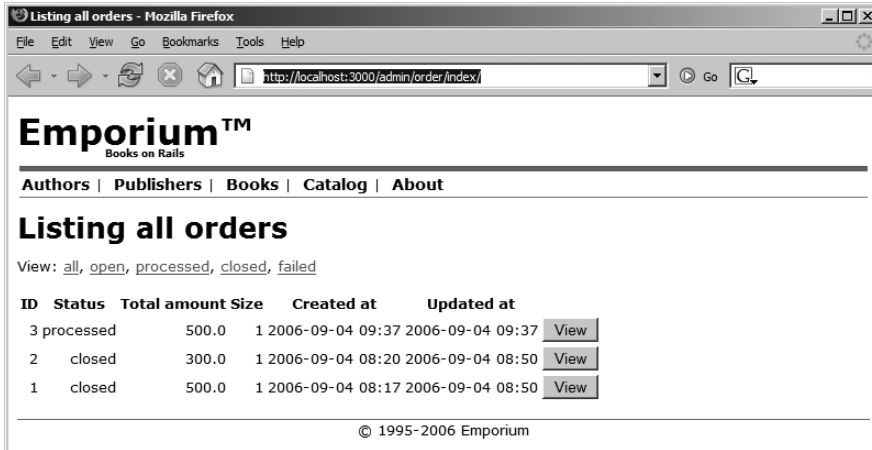 Listing all orders - Mozilla Firefox
File Edit View Go Bookmarks Tools Help
http://localhost:3000/admin/order/index/ Go G
Emporium™
Books on Rails
Authors | Publishers | Books | Catalog | About
Listing all orders
View: all, open, processed, closed, failed
ID Status Total amount Size Created at Updated at
3 processed 500.0 1 2006-09-04 09:37 2006-09-04 09:37 View
2 closed 300.0 1 2006-09-04 08:20 2006-09-04 08:50 View
1 closed 500.0 1 2006-09-04 08:17 2006-09-04 08:50 View
© 1995-2006 Emporium